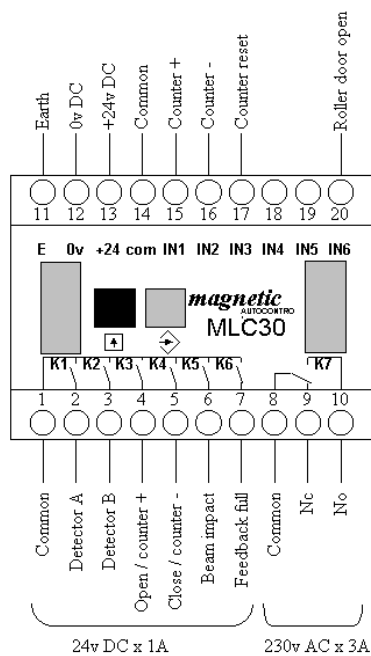 Earth
0v DC
+24v DC
Common
Counter +
Counter -
Counter reset
Roller door open
11 12 13 14 15 16 17 18 19 20
E 0v +24 com IN1 IN2 IN3 IN4 IN5 IN6
magnetic
AUTOCONTRO
MLC30
K1 K2 K3 K4 K5 K6 K7
1 2 3 4 5 6 7 8 9 10
Common
Detector A
Detector B
Open / counter +
Close / counter -
Beam impact
Feedback full
Common
Nc
No
24v DC x 1A
230v AC x 3A